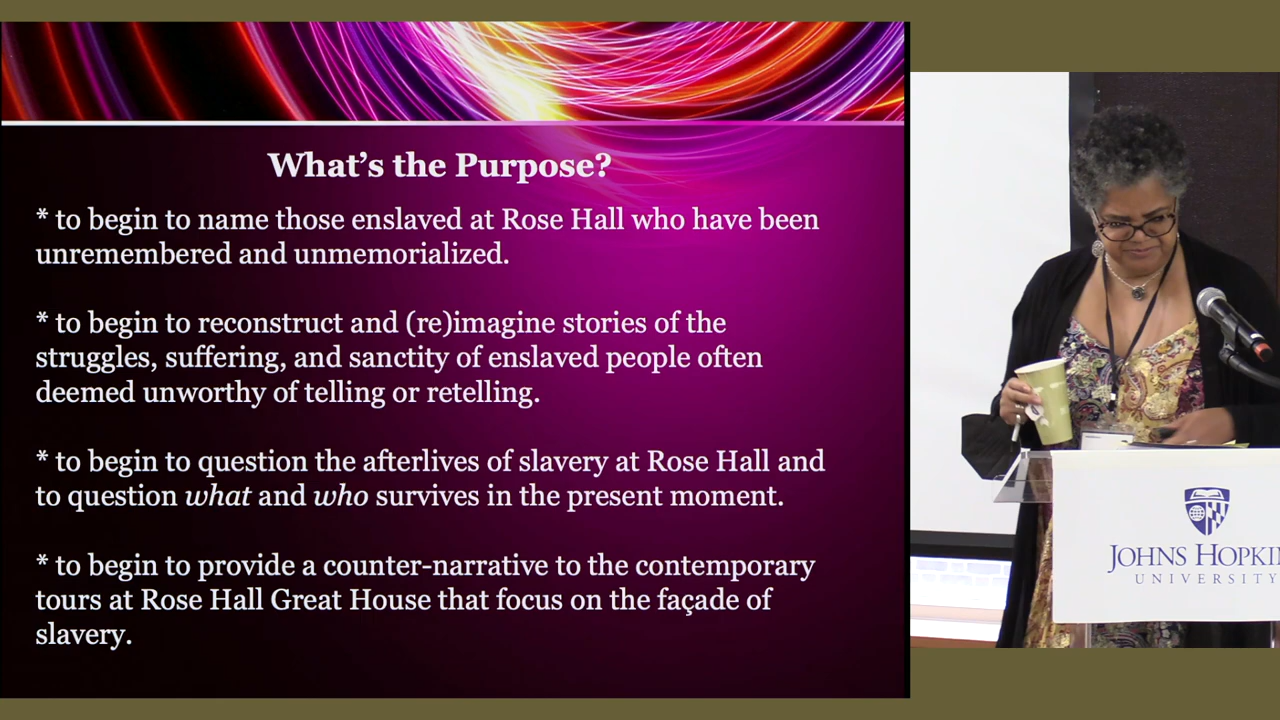 What's the Purpose?
* to begin to name those enslaved at Rose Hall who have been
unremembered and unmemorialized.
* to begin to reconstruct and (re)imagine stories of the
struggles, suffering, and sanctity of enslaved people often
deemed unworthy of telling or retelling.
* to begin to question the afterlives of slavery at Rose Hall and
to question what and who survives in the present moment.
* to begin to provide a counter-narrative to the contemporary
tours at Rose Hall Great House that focus on the façade of
slavery.
JOHNS HOPKIN
UNIVERSITY